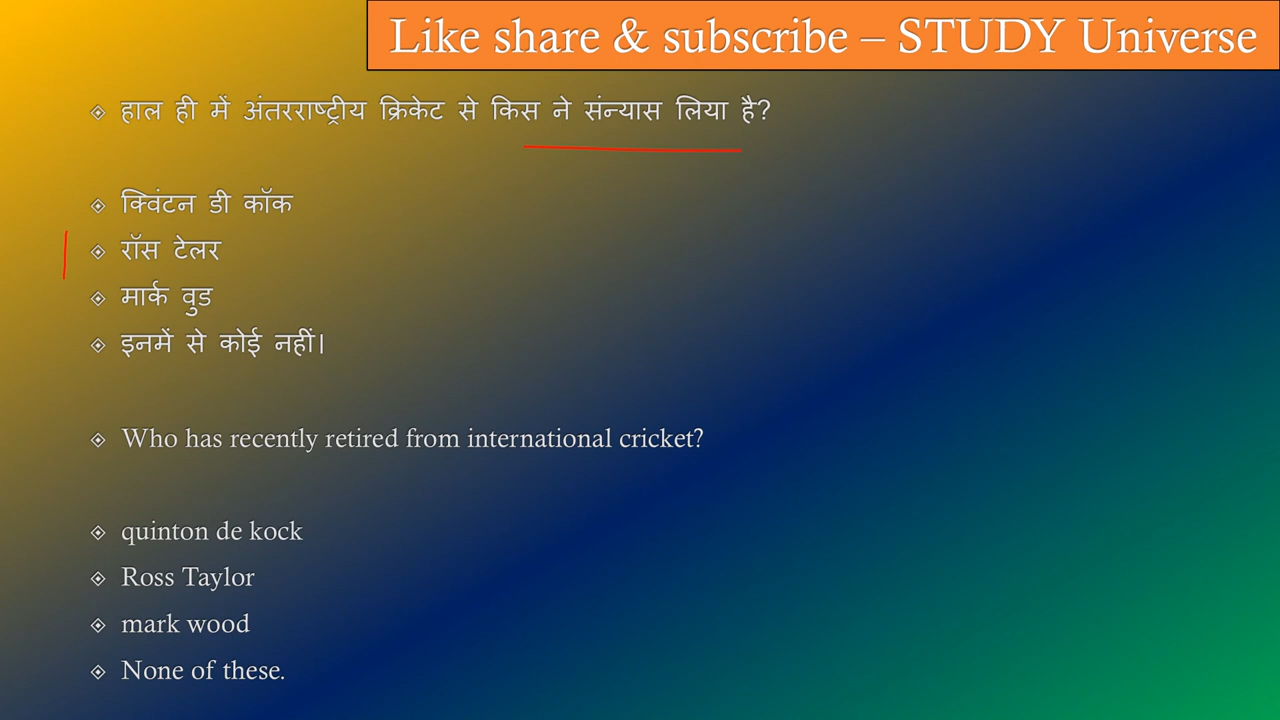 Like share & subscribe – STUDY Universe
हाल ही में अंतरराष्ट्रीय क्रिकेट से किस ने संन्यास लिया है?
क्विंटन डी कॉक
रॉस टेलर
मार्क वुड
इनमें से कोई नहीं।
Who has recently retired from international cricket?
quinton de kock
Ross Taylor
mark wood
None of these.